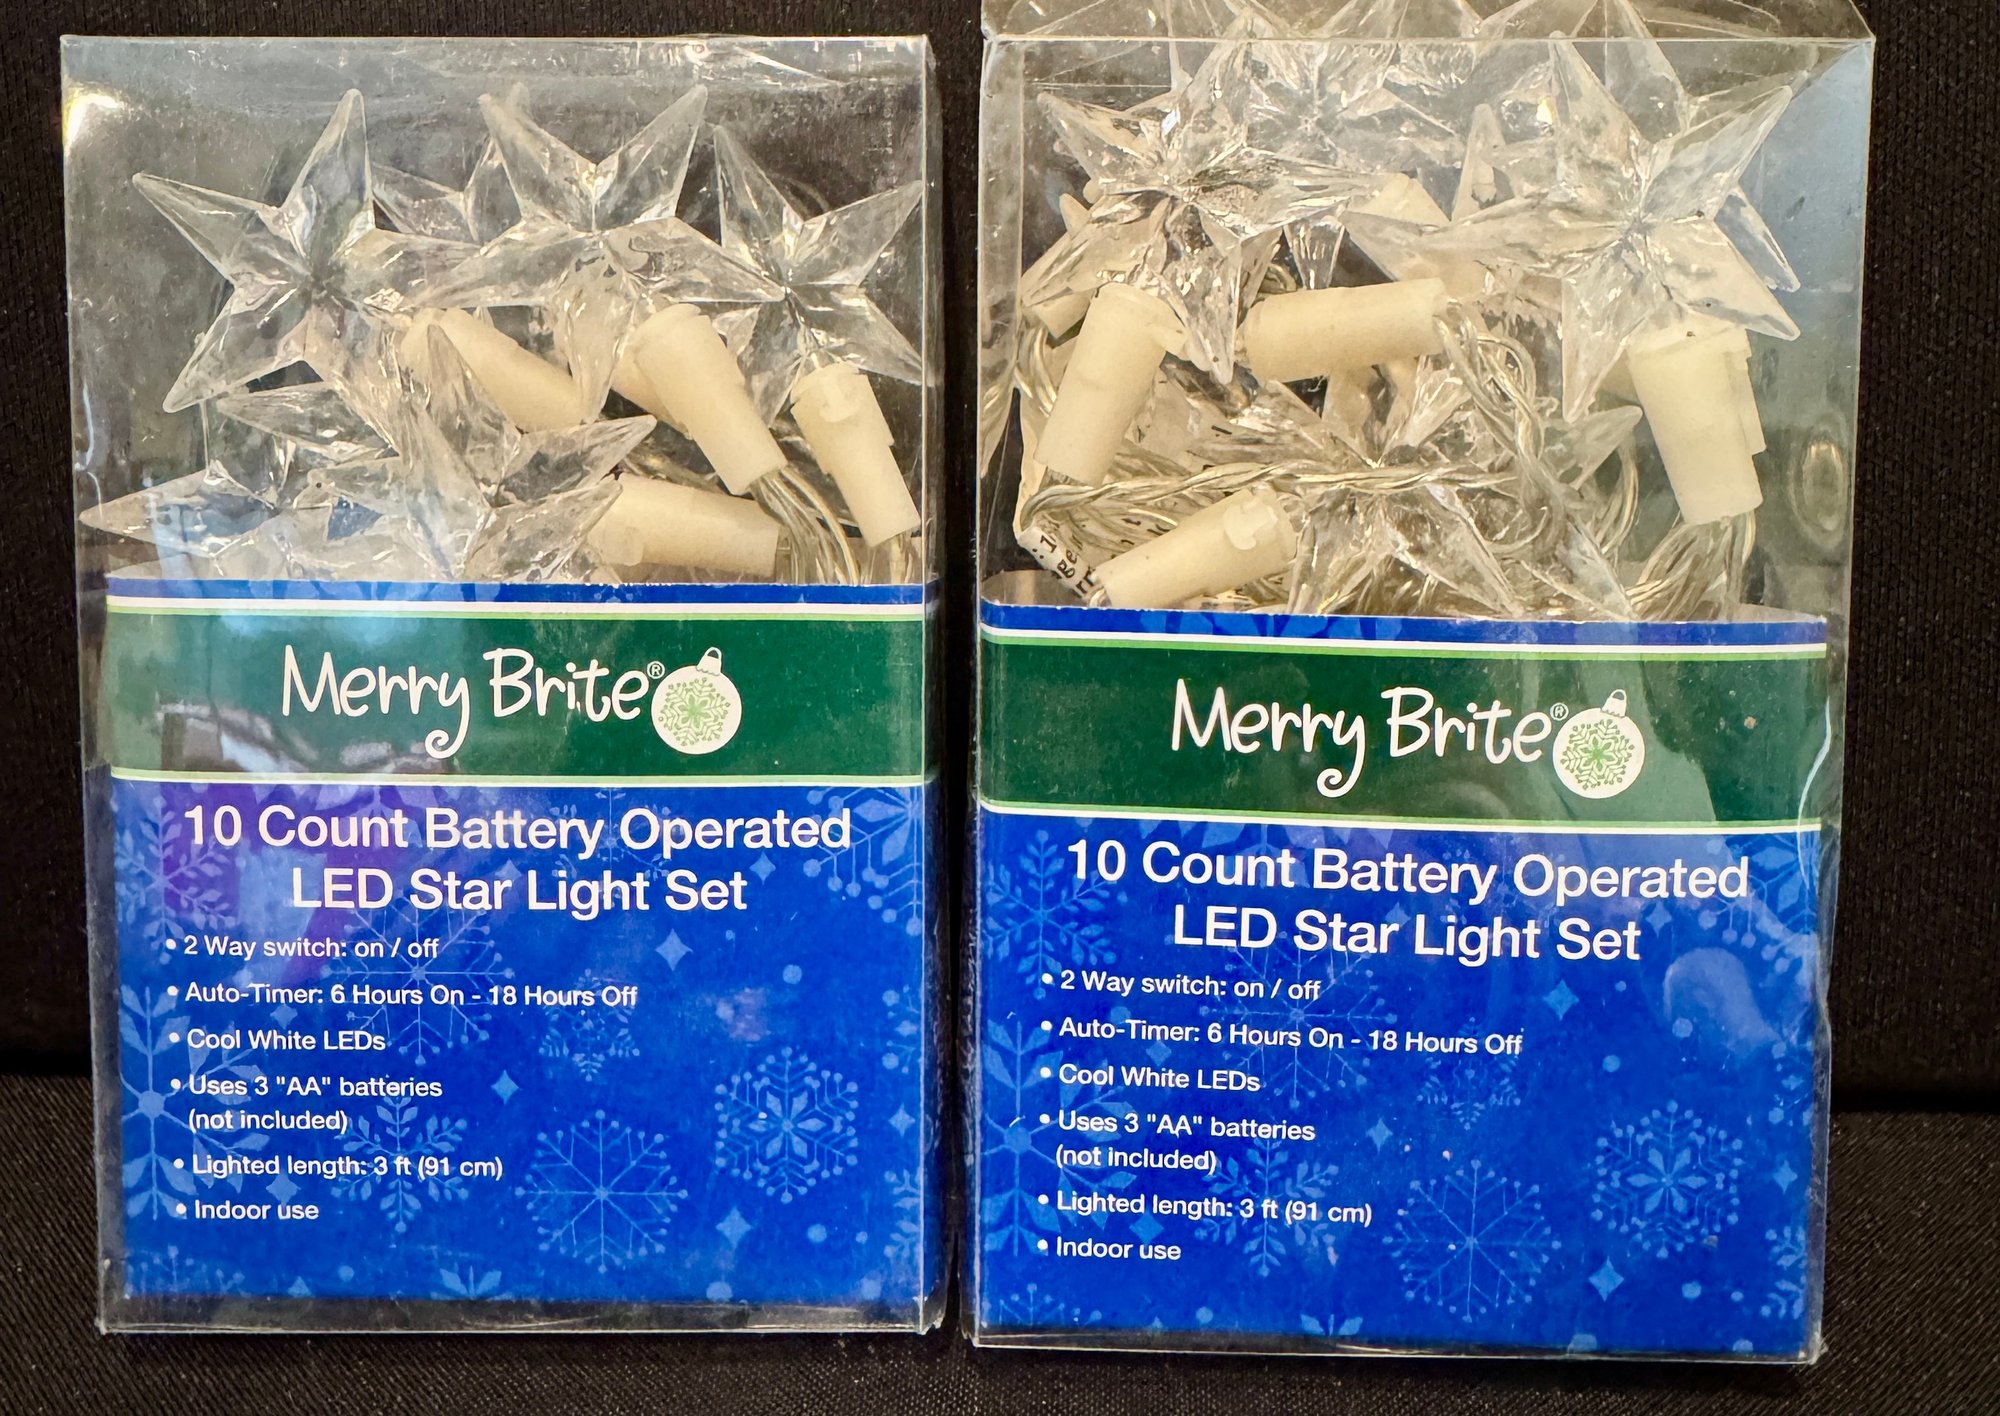 Merry Brite®
10 Count Battery Operated
LED Star Light Set
• 2 Way switch: on / off
• Auto-Timer: 6 Hours On - 18 Hours Off
• Cool White LEDs
• Uses 3 "AA" batteries
(not included)
• Lighted length: 3 ft (91 cm)
• Indoor use
Merry Brite®
10 Count Battery Operated
LED Star Light Set
• 2 Way switch: on / off
• Auto-Timer: 6 Hours On - 18 Hours Off
• Cool White LEDs
• Uses 3 "AA" batteries
(not included)
• Lighted length: 3 ft (91 cm)
• Indoor use